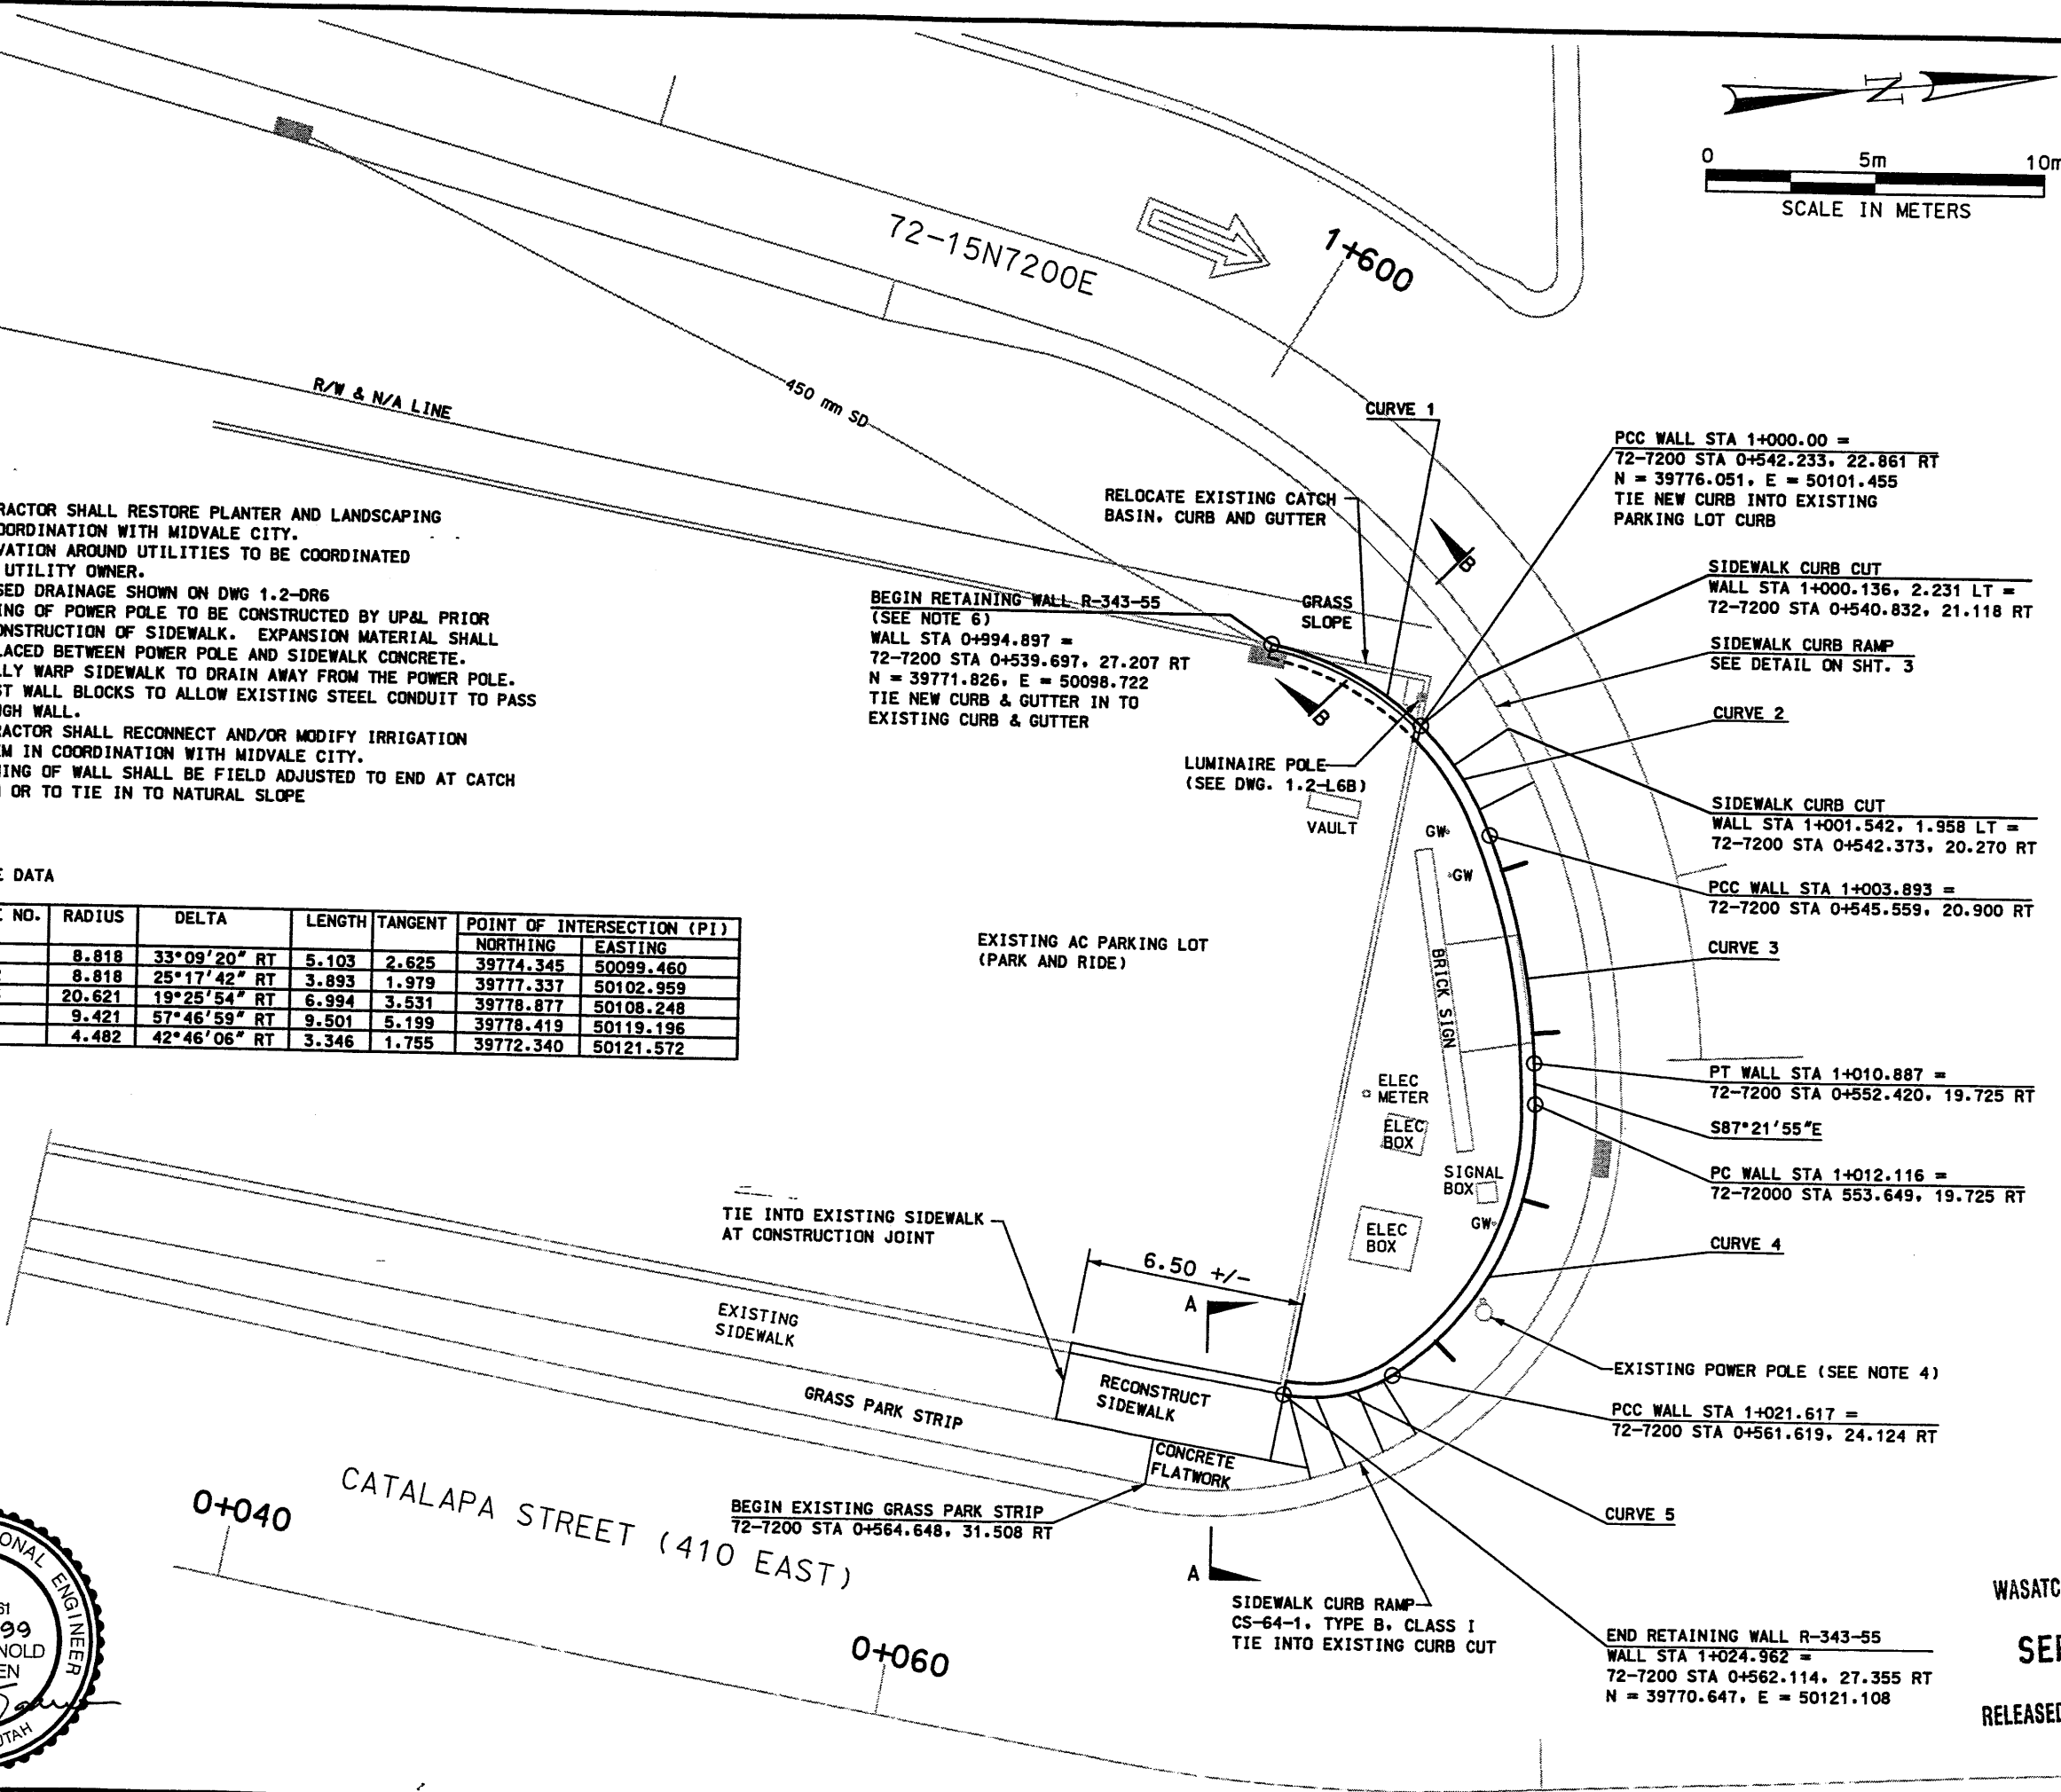 N
0 5m 10m
SCALE IN METERS
72-15N7200E
1+600
R/W & N/A LINE
450 mm SD
CURVE 1
PCC WALL STA 1+000.00 =
72-7200 STA 0+542.233, 22.861 RT
N = 39776.051, E = 50101.455
TIE NEW CURB INTO EXISTING
PARKING LOT CURB
RELOCATE EXISTING CATCH
BASIN, CURB AND GUTTER
B
SIDEWALK CURB CUT
WALL STA 1+000.136, 2.231 LT =
72-7200 STA 0+540.832, 21.118 RT
SIDEWALK CURB RAMP
SEE DETAIL ON SHT. 3
CURVE 2
RACTOR SHALL RESTORE PLANTER AND LANDSCAPING
OORDINATION WITH MIDVALE CITY.
VATION AROUND UTILITIES TO BE COORDINATED
UTILITY OWNER.
SED DRAINAGE SHOWN ON DWG 1.2-DR6
ING OF POWER POLE TO BE CONSTRUCTED BY UP&L PRIOR
ONSTRUCTION OF SIDEWALK. EXPANSION MATERIAL SHALL
LACED BETWEEN POWER POLE AND SIDEWALK CONCRETE.
LLY WARP SIDEWALK TO DRAIN AWAY FROM THE POWER POLE.
ST WALL BLOCKS TO ALLOW EXISTING STEEL CONDUIT TO PASS
UGH WALL.
RACTOR SHALL RECONNECT AND/OR MODIFY IRRIGATION
EM IN COORDINATION WITH MIDVALE CITY.
NING OF WALL SHALL BE FIELD ADJUSTED TO END AT CATCH
OR TO TIE IN TO NATURAL SLOPE
BEGIN RETAINING WALL R-343-55
(SEE NOTE 6)
WALL STA 0+994.897 =
72-7200 STA 0+539.697, 27.207 RT
N = 39771.826, E = 50098.722
TIE NEW CURB & GUTTER IN TO
EXISTING CURB & GUTTER
GRASS
SLOPE
B
LUMINAIRE POLE
(SEE DWG. 1.2-L6B)
VAULT
GW
GW
SIDEWALK CURB CUT
WALL STA 1+001.542, 1.958 LT =
72-7200 STA 0+542.373, 20.270 RT
PCC WALL STA 1+003.893 =
72-7200 STA 0+545.559, 20.900 RT
CURVE 3
E DATA
E NO. RADIUS DELTA LENGTH TANGENT POINT OF INTERSECTION (PI)
NORTHING EASTING
8.818 33°09'20" RT 5.103 2.625 39774.345 50099.460
8.818 25°17'42" RT 3.893 1.979 39777.337 50102.959
20.621 19°25'54" RT 6.994 3.531 39778.877 50108.248
9.421 57°46'59" RT 9.501 5.199 39778.419 50119.196
4.482 42°46'06" RT 3.346 1.755 39772.340 50121.572
EXISTING AC PARKING LOT
(PARK AND RIDE)
BRICK SIGN
ELEC
METER
ELEC
BOX
SIGNAL
BOX
GW
ELEC
BOX
PT WALL STA 1+010.887 =
72-7200 STA 0+552.420, 19.725 RT
S87°21'55"E
PC WALL STA 1+012.116 =
72-72000 STA 553.649, 19.725 RT
CURVE 4
TIE INTO EXISTING SIDEWALK
AT CONSTRUCTION JOINT
6.50 +/-
A
EXISTING
SIDEWALK
GRASS PARK STRIP
RECONSTRUCT
SIDEWALK
CONCRETE
FLATWORK
EXISTING POWER POLE (SEE NOTE 4)
PCC WALL STA 1+021.617 =
72-7200 STA 0+561.619, 24.124 RT
CURVE 5
0+040
CATALAPA STREET (410 EAST)
0+060
BEGIN EXISTING GRASS PARK STRIP
72-7200 STA 0+564.648, 31.508 RT
A
SIDEWALK CURB RAMP
CS-64-1, TYPE B, CLASS I
TIE INTO EXISTING CURB CUT
END RETAINING WALL R-343-55
WALL STA 1+024.962 =
72-7200 STA 0+562.114, 27.355 RT
N = 39770.647, E = 50121.108
WASATC
SE
RELEASED
ONAL ENGINEER
61
99
NOLD
EN
UTAH